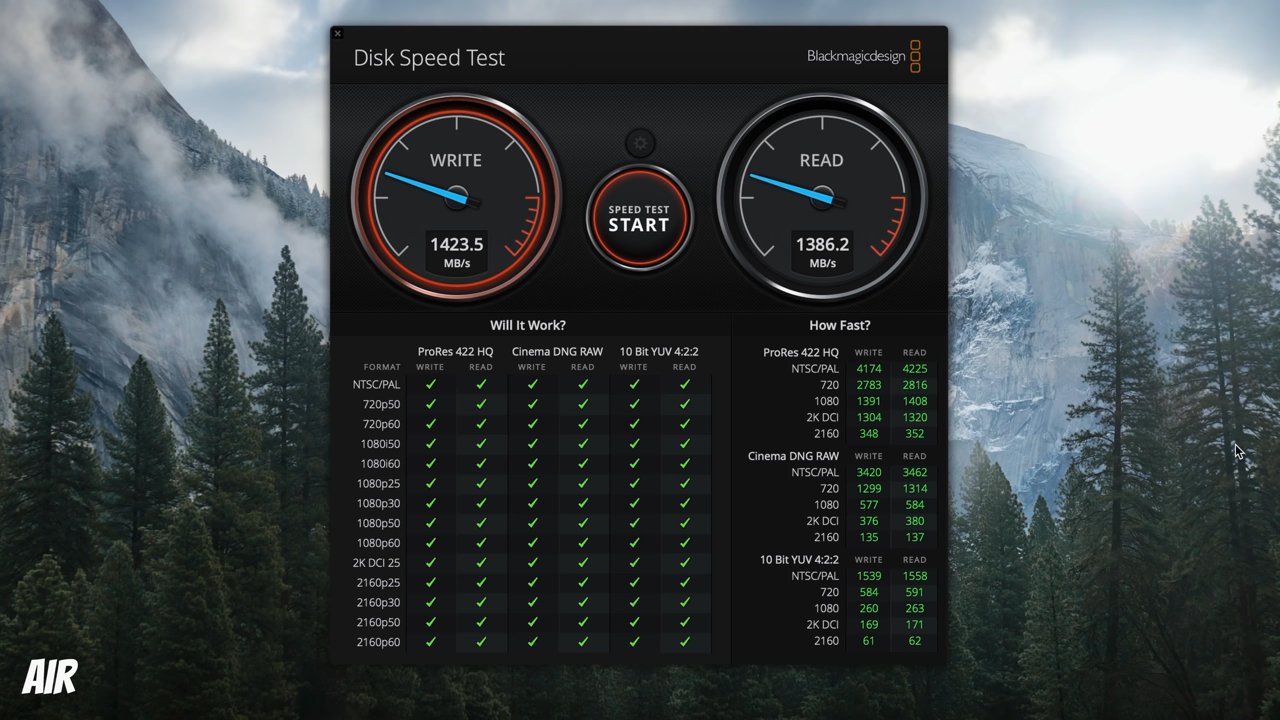 Disk Speed Test
Blackmagicdesign
WRITE
1423.5
MB/s
SPEED TEST
START
READ
1386.2
MB/s
Will It Work?
ProRes 422 HQ Cinema DNG RAW 10 Bit YUV 4:2:2
FORMAT WRITE READ WRITE READ WRITE READ
NTSC/PAL ✓ ✓ ✓ ✓ ✓ ✓
720p50 ✓ ✓ ✓ ✓ ✓ ✓
720p60 ✓ ✓ ✓ ✓ ✓ ✓
1080i50 ✓ ✓ ✓ ✓ ✓ ✓
1080i60 ✓ ✓ ✓ ✓ ✓ ✓
1080p25 ✓ ✓ ✓ ✓ ✓ ✓
1080p30 ✓ ✓ ✓ ✓ ✓ ✓
1080p50 ✓ ✓ ✓ ✓ ✓ ✓
1080p60 ✓ ✓ ✓ ✓ ✓ ✓
2K DCI 25 ✓ ✓ ✓ ✓ ✓ ✓
2160p25 ✓ ✓ ✓ ✓ ✓ ✓
2160p30 ✓ ✓ ✓ ✓ ✓ ✓
2160p50 ✓ ✓ ✓ ✓ ✓ ✓
2160p60 ✓ ✓ ✓ ✓ ✓ ✓
How Fast?
ProRes 422 HQ WRITE READ
NTSC/PAL 4174 4225
720 2783 2816
1080 1391 1408
2K DCI 1304 1320
2160 348 352
Cinema DNG RAW WRITE READ
NTSC/PAL 3420 3462
720 1299 1314
1080 577 584
2K DCI 376 380
2160 135 137
10 Bit YUV 4:2:2 WRITE READ
NTSC/PAL 1539 1558
720 584 591
1080 260 263
2K DCI 169 171
2160 61 62
AIR